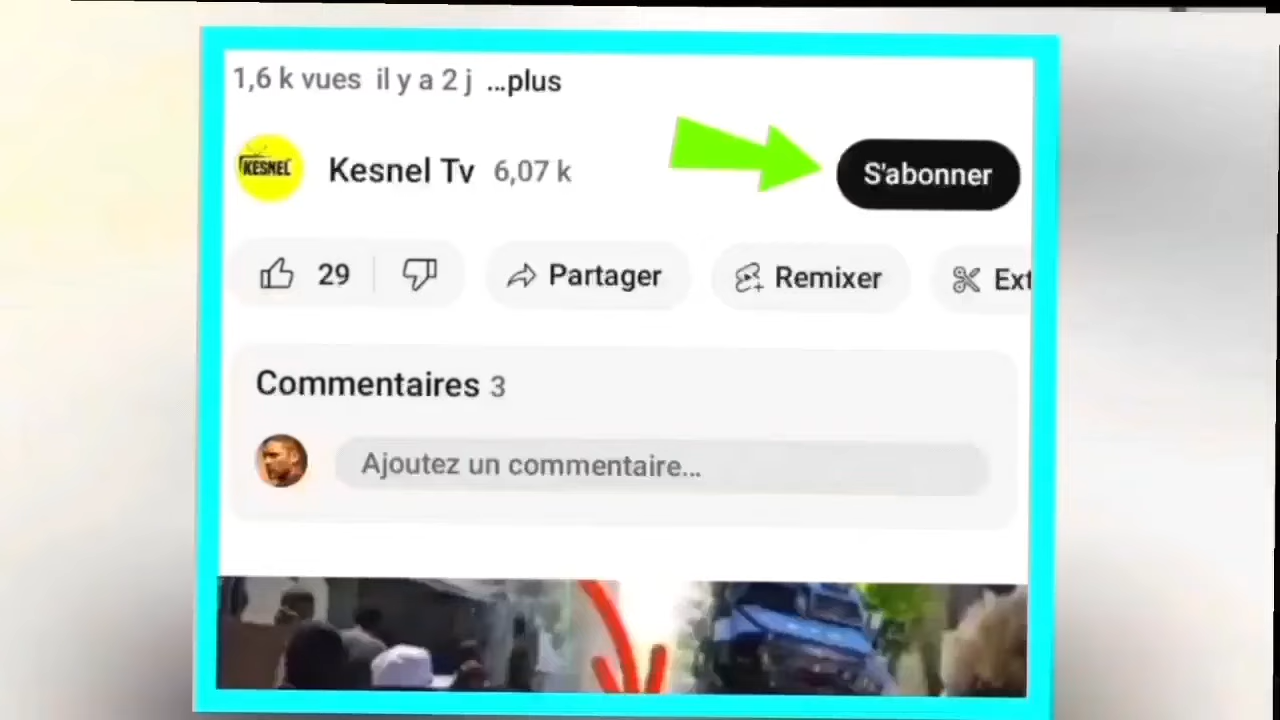 1,6 k vues il y a 2 j ...plus
KESNEL
Kesnel Tv 6,07 k
S'abonner
29
Partager
Remixer
Ext
Commentaires 3
Ajoutez un commentaire...